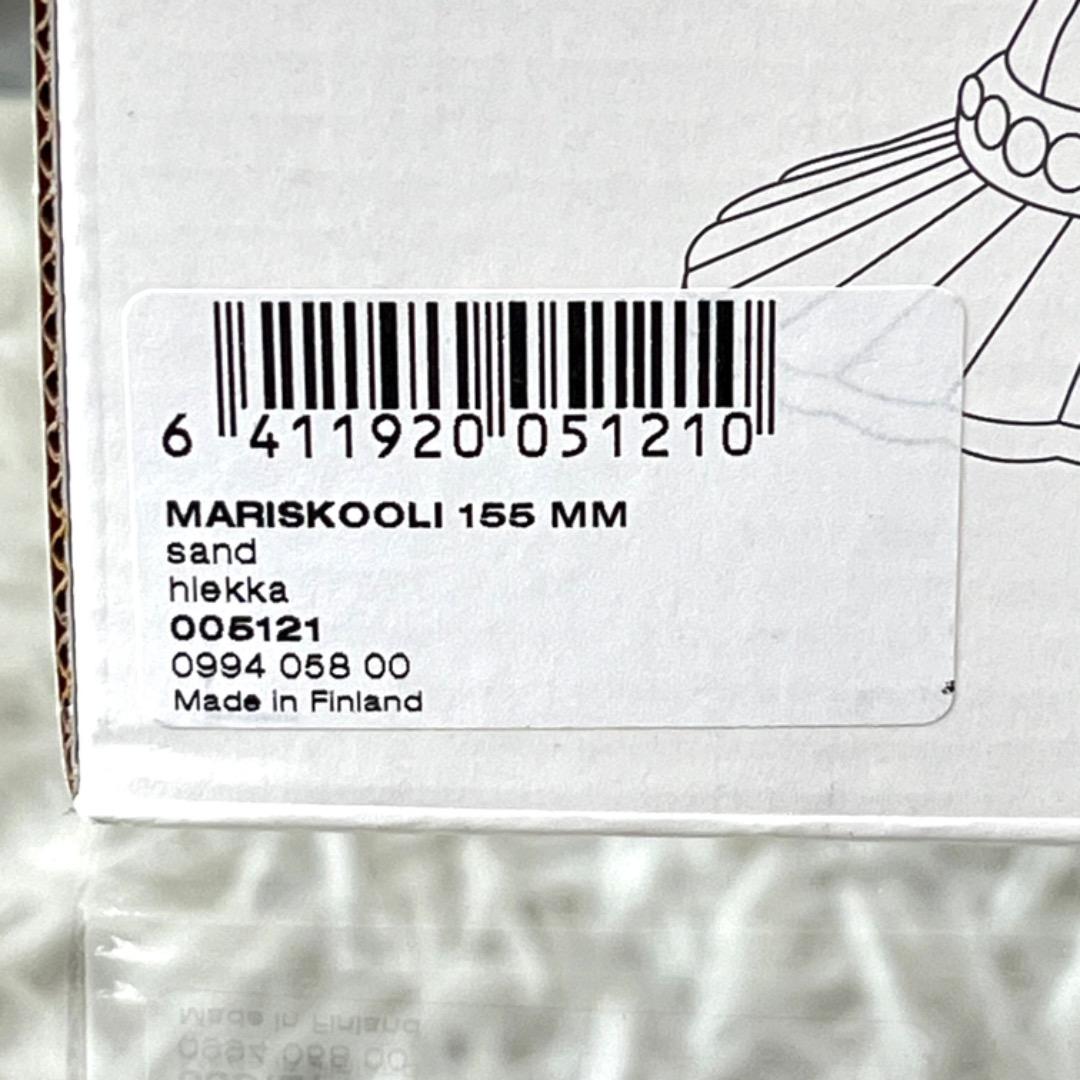 6 411920 051210
MARISKOOLI 155 MM
sand
hiekka
005121
0994 058 00
Made in Finland